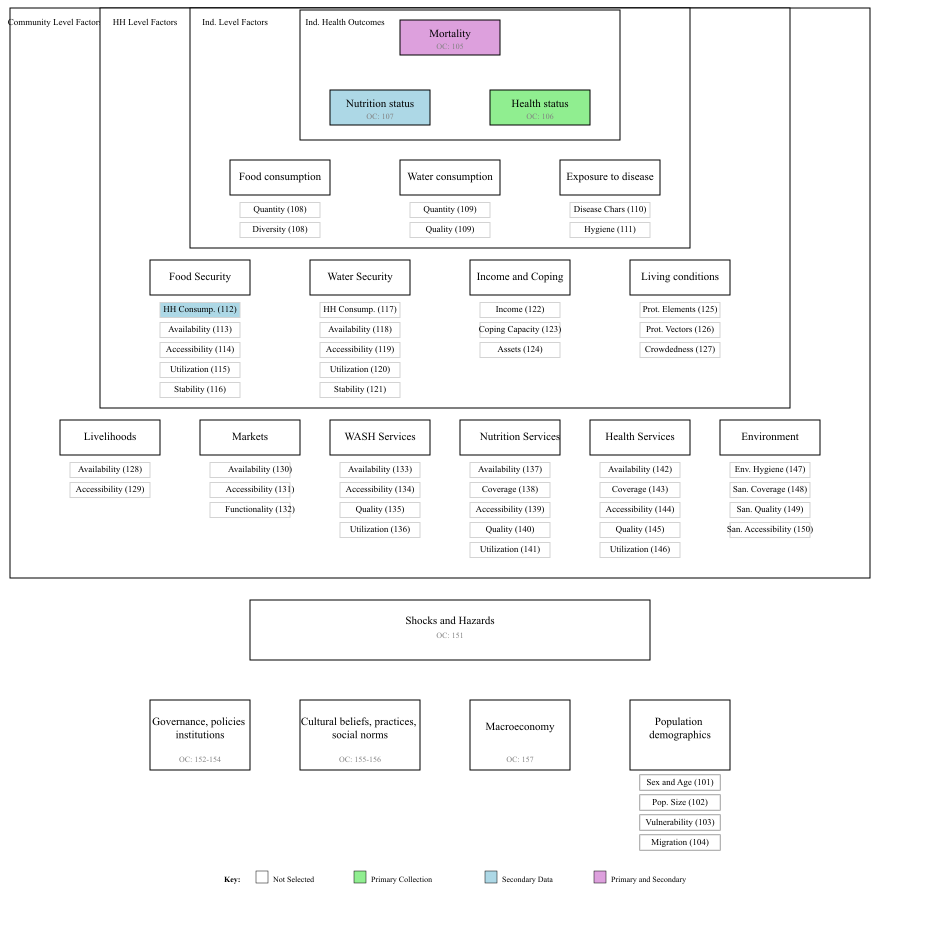 Community Level Factors
HH Level Factors
Ind. Level Factors
Ind. Health Outcomes
Mortality
OC: 105
Nutrition status
OC: 107
Health status
OC: 106
Food consumption
Water consumption
Exposure to disease
Quantity (108)
Quantity (109)
Disease Chars (110)
Diversity (108)
Quality (109)
Hygiene (111)
Food Security
Water Security
Income and Coping
Living conditions
HH Consump. (112)
HH Consump. (117)
Income (122)
Prot. Elements (125)
Availability (113)
Availability (118)
Coping Capacity (123)
Prot. Vectors (126)
Accessibility (114)
Accessibility (119)
Assets (124)
Crowdedness (127)
Utilization (115)
Utilization (120)
Stability (116)
Stability (121)
Livelihoods
Markets
WASH Services
Nutrition Services
Health Services
Environment
Availability (128)
Availability (130)
Availability (133)
Availability (137)
Availability (142)
Env. Hygiene (147)
Accessibility (129)
Accessibility (131)
Accessibility (134)
Coverage (138)
Coverage (143)
San. Coverage (148)
Functionality (132)
Quality (135)
Accessibility (139)
Accessibility (144)
San. Quality (149)
Utilization (136)
Quality (140)
Quality (145)
San. Accessibility (150)
Utilization (141)
Utilization (146)
Shocks and Hazards
OC: 151
Governance, policies
institutions
OC: 152-154
Cultural beliefs, practices,
social norms
OC: 155-156
Macroeconomy
OC: 157
Population
demographics
Sex and Age (101)
Pop. Size (102)
Vulnerability (103)
Migration (104)
Key:
Not Selected
Primary Collection
Secondary Data
Primary and Secondary